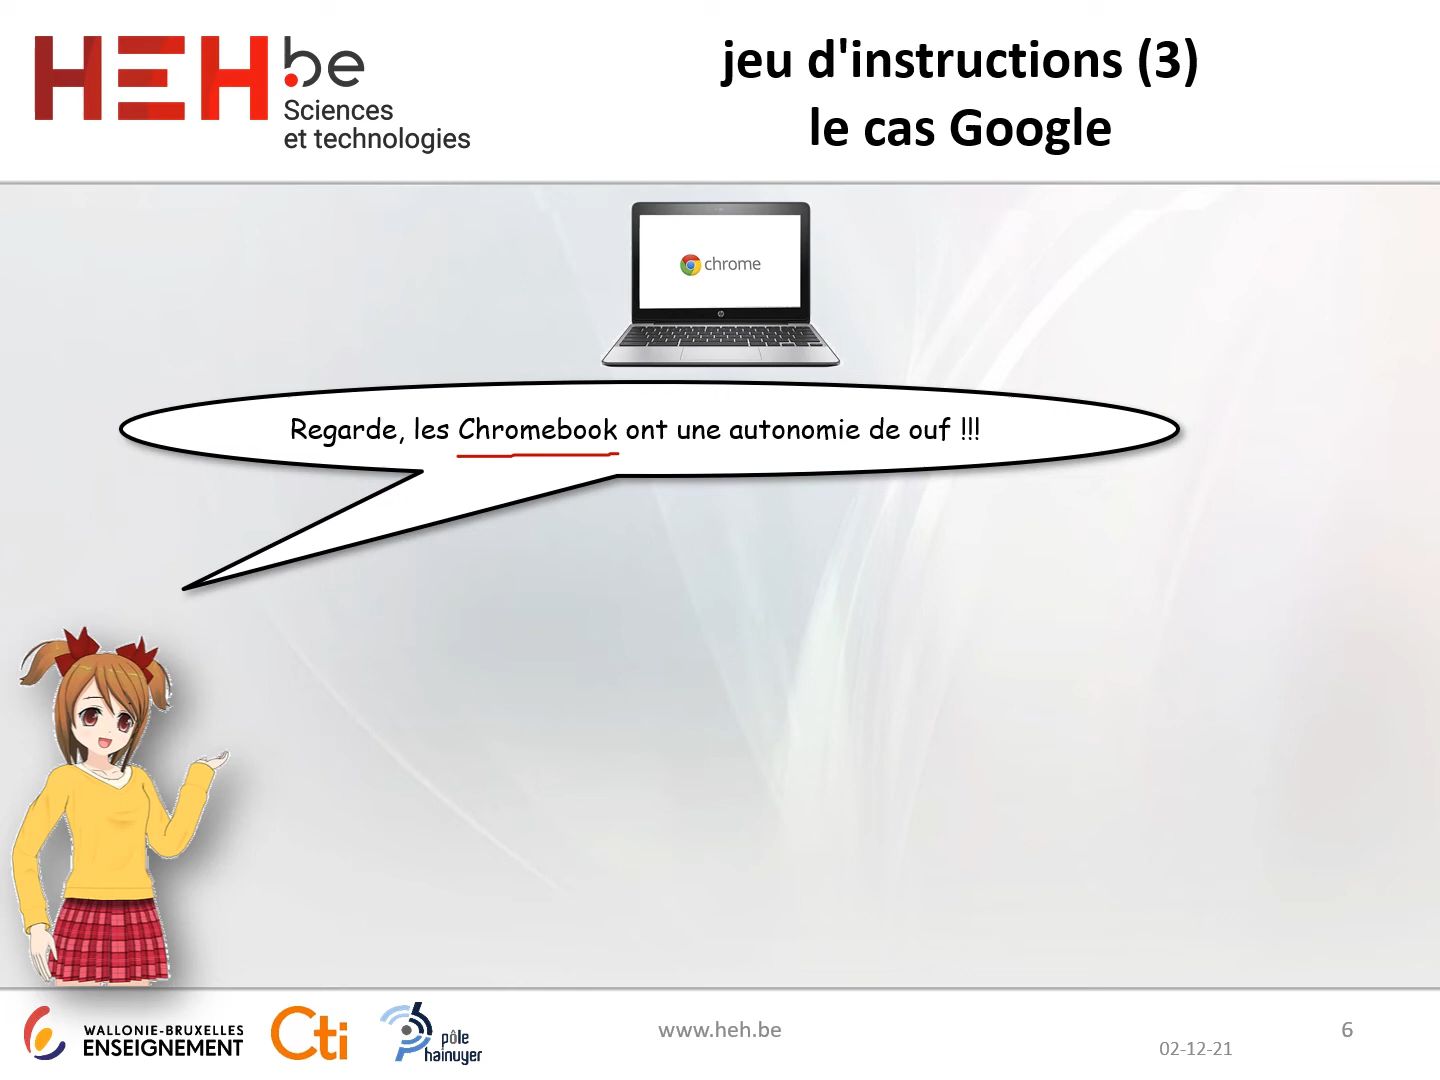 HEH.be
Sciences
et technologies
jeu d'instructions (3)
le cas Google
chrome
hp
Regarde, les Chromebook ont une autonomie de ouf !!!
WALLONIE-BRUXELLES
ENSEIGNEMENT
Cti
pôle
hainuyer
www.heh.be
02-12-21
6